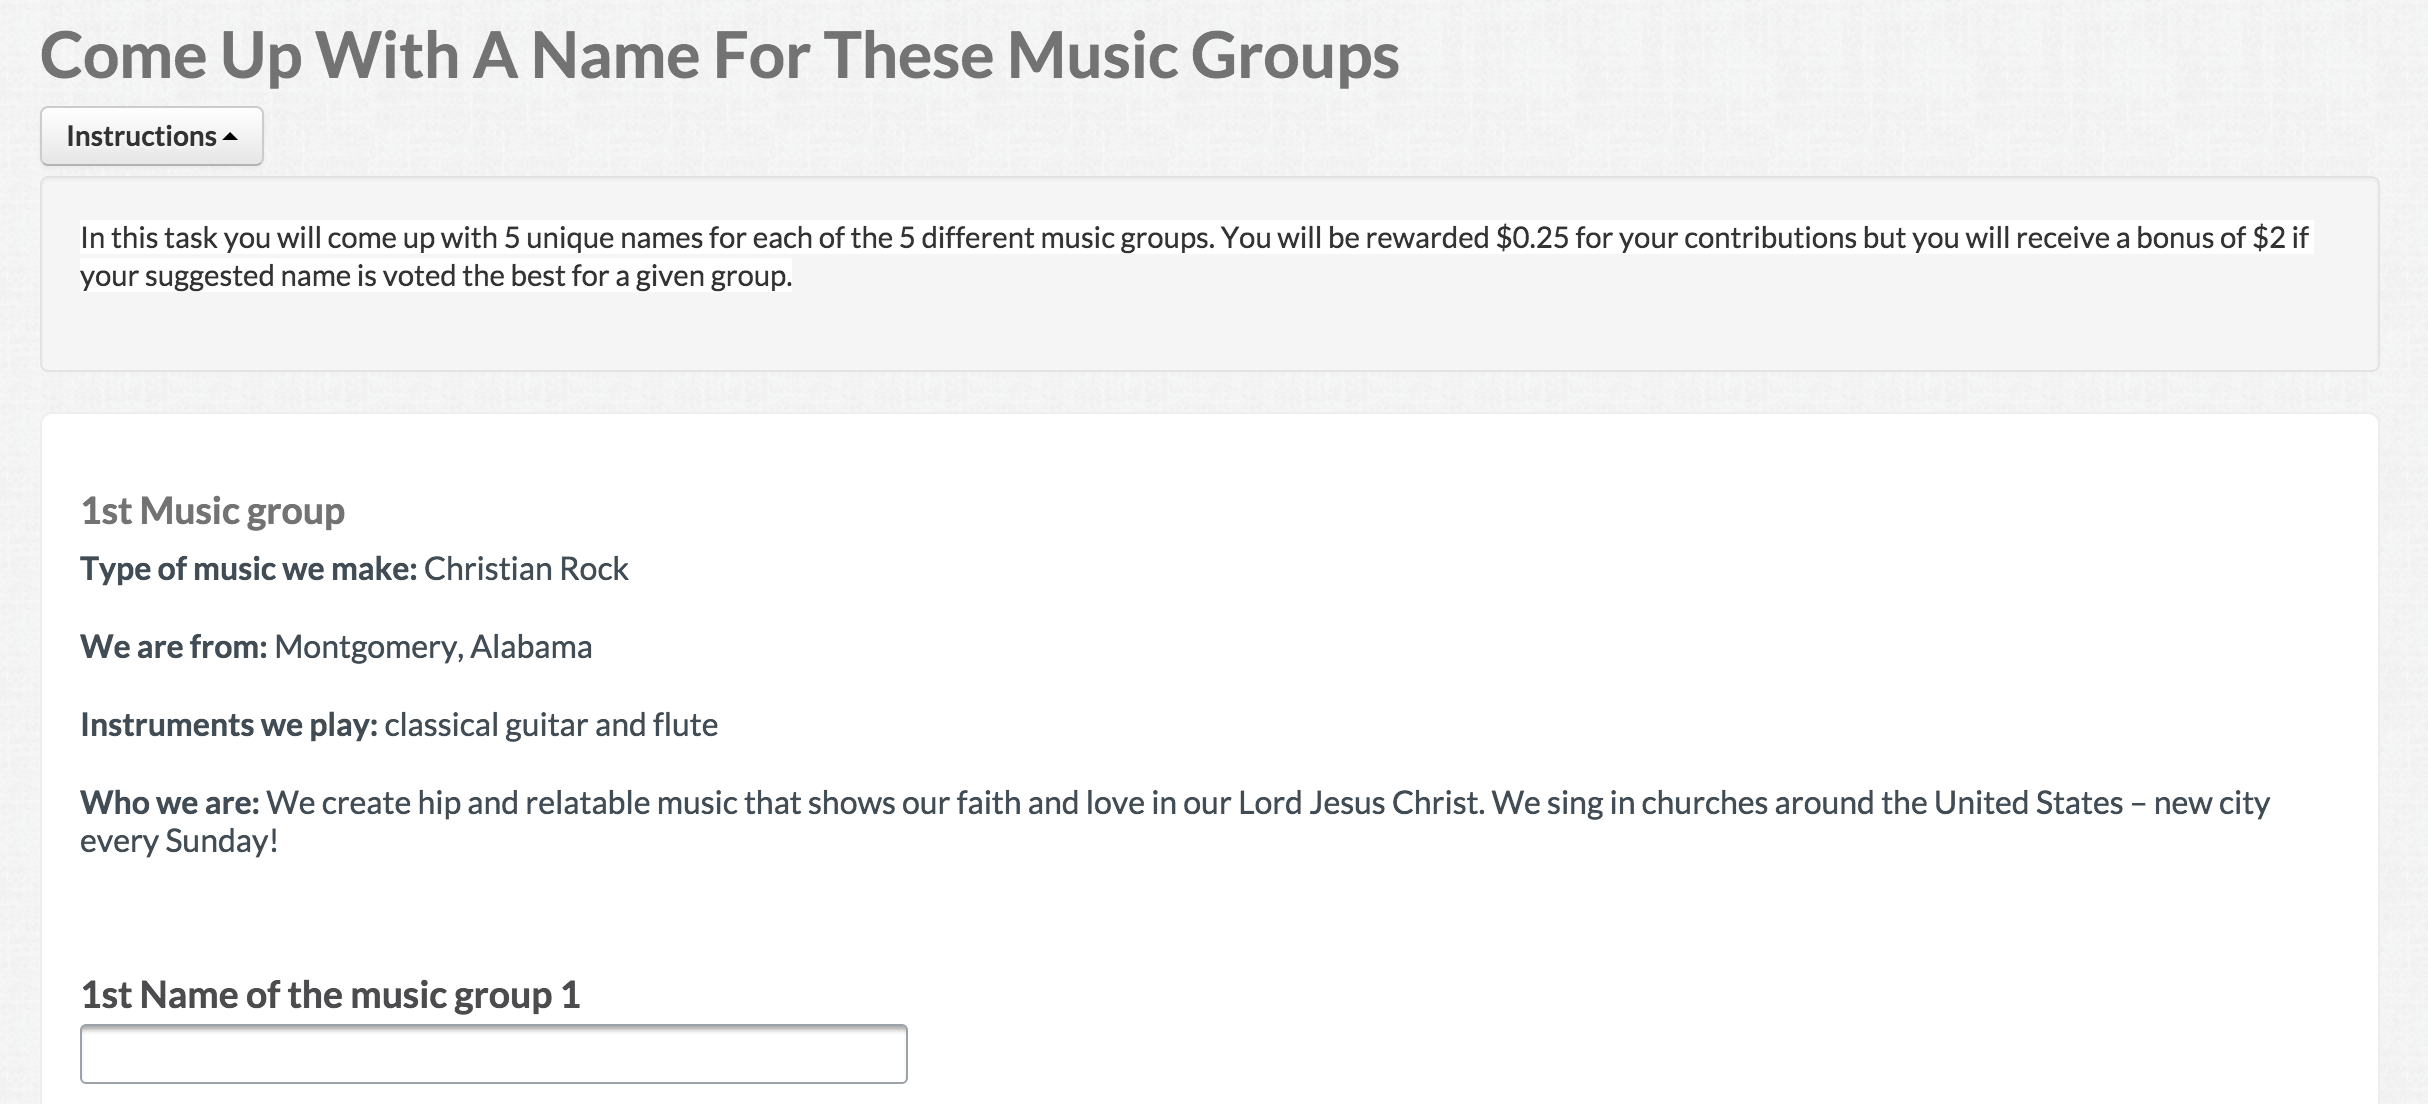 Come Up With A Name For These Music Groups
Instructions
In this task you will come up with 5 unique names for each of the 5 different music groups. You will be rewarded $0.25 for your contributions but you will receive a bonus of $2 if
your suggested name is voted the best for a given group.
1st Music group
Type of music we make: Christian Rock
We are from: Montgomery, Alabama
Instruments we play: classical guitar and flute
Who we are: We create hip and relatable music that shows our faith and love in our Lord Jesus Christ. We sing in churches around the United States – new city
every Sunday!
1st Name of the music group 1